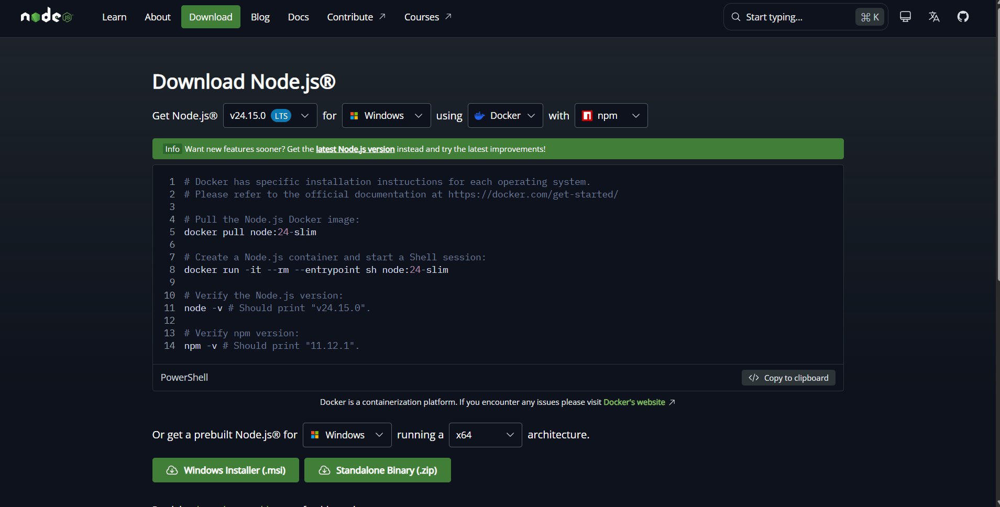 node JS
Learn About Download Blog Docs Contribute Courses Start typing... ⌘ K
Download Node.js®
Get Node.js® v24.15.0 LTS for Windows using Docker with npm
Info Want new features sooner? Get the latest Node.js version instead and try the latest improvements!
1 # Docker has specific installation instructions for each operating system.
2 # Please refer to the official documentation at https://docker.com/get-started/
3
4 # Pull the Node.js Docker image:
5 docker pull node:24-slim
6
7 # Create a Node.js container and start a Shell session:
8 docker run -it --rm --entrypoint sh node:24-slim
9
10 # Verify the Node.js version:
11 node -v # Should print "v24.15.0".
12
13 # Verify npm version:
14 npm -v # Should print "11.12.1".
PowerShell </> Copy to clipboard
Docker is a containerization platform. If you encounter any issues please visit Docker's website
Or get a prebuilt Node.js® for Windows running a x64 architecture.
Windows Installer (.msi) Standalone Binary (.zip)